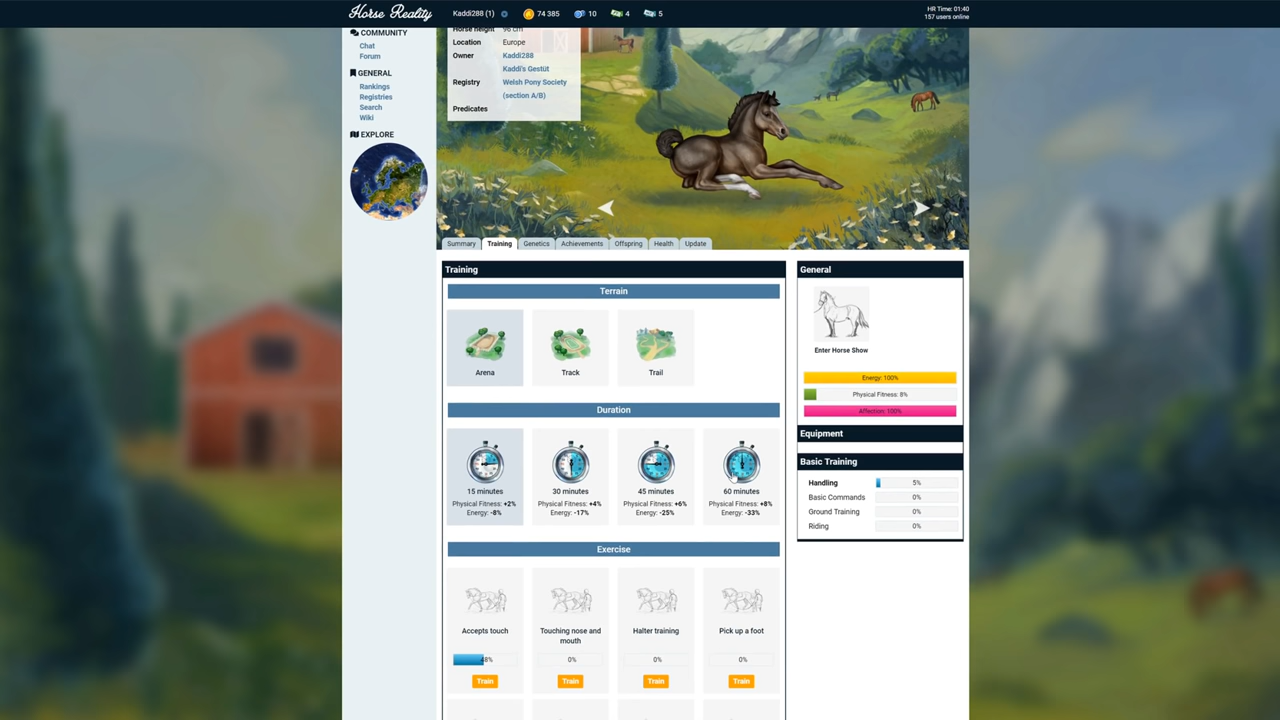 Horse Reality
Kaddi288 (1)
74 385
10
4
5
HR Time: 01:40
157 users online
COMMUNITY
Chat
Forum
GENERAL
Rankings
Registries
Search
Wiki
EXPLORE
Horse height 96 cm
Location Europe
Owner Kaddi288
Kaddi's Gestüt
Registry Welsh Pony Society
(section A/B)
Predicates
Summary Training Genetics Achievements Offspring Health Update
Training
Terrain
Arena Track Trail
Duration
15 minutes 30 minutes 45 minutes 60 minutes
Physical Fitness: +2% Physical Fitness: +4% Physical Fitness: +6% Physical Fitness: +8%
Energy: -8% Energy: -17% Energy: -25% Energy: -33%
Exercise
Accepts touch Touching nose and mouth Halter training Pick up a foot
48% 0% 0% 0%
Train Train Train Train
General
Enter Horse Show
Energy: 100%
Physical Fitness: 8%
Affection: 100%
Equipment
Basic Training
Handling 5%
Basic Commands 0%
Ground Training 0%
Riding 0%